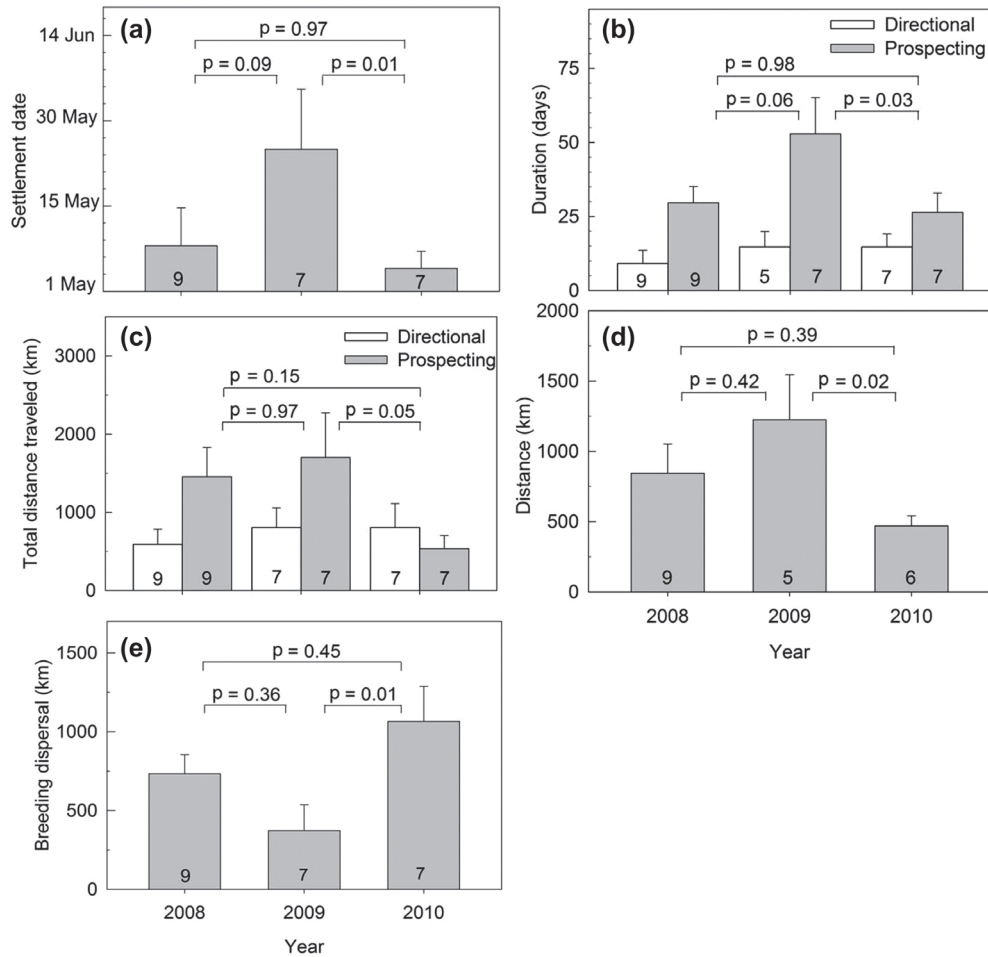 (a)
14 Jun
30 May
15 May
1 May
Settlement date
p = 0.97
p = 0.09
p = 0.01
9
7
7
(b)
Directional
Prospecting
75
50
25
0
Duration (days)
p = 0.98
p = 0.06
p = 0.03
9
9
5
7
7
7
(c)
Directional
Prospecting
3000
2000
1000
0
Total distance traveled (km)
p = 0.15
p = 0.97
p = 0.05
9
9
7
7
7
7
(d)
2000
1500
1000
500
0
Distance (km)
p = 0.39
p = 0.42
p = 0.02
9
5
6
2008
2009
2010
Year
(e)
1500
1000
500
0
Breeding dispersal (km)
p = 0.45
p = 0.36
p = 0.01
9
7
7
2008
2009
2010
Year